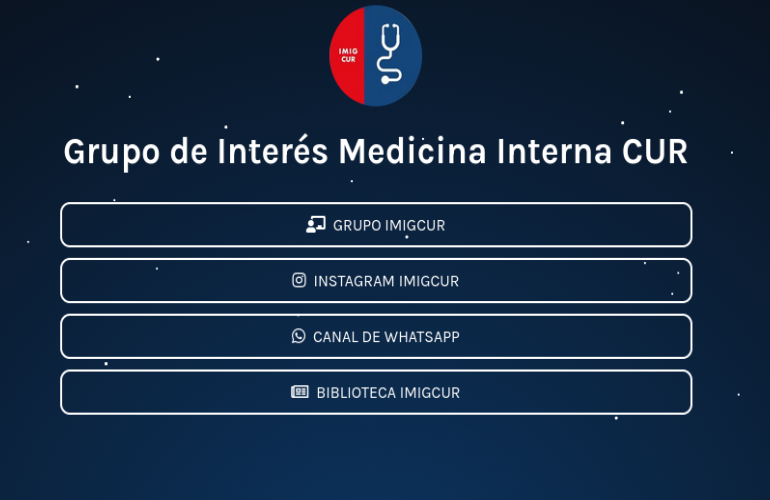 IMIG
CUR
Grupo de Interés Medicina Interna CUR
GRUPO IMIGCUR
INSTAGRAM IMIGCUR
CANAL DE WHATSAPP
BIBLIOTECA IMIGCUR